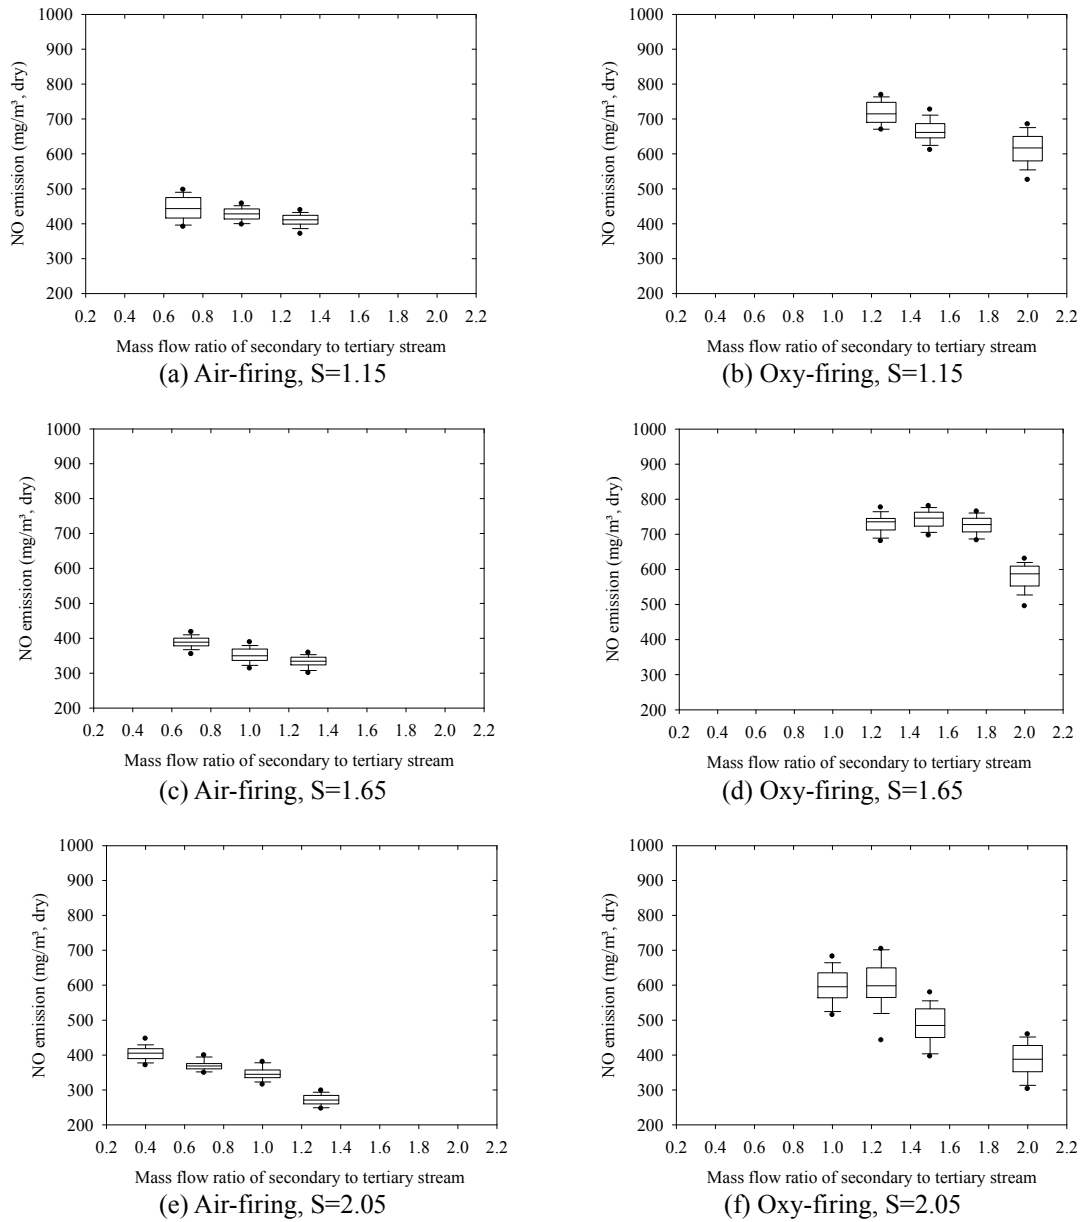 1000
900
800
700
600
500
400
300
200
NO emission (mg/m³, dry)
0.2 0.4 0.6 0.8 1.0 1.2 1.4 1.6 1.8 2.0 2.2
Mass flow ratio of secondary to tertiary stream
(a) Air-firing, S=1.15
1000
900
800
700
600
500
400
300
200
NO emission (mg/m³, dry)
0.2 0.4 0.6 0.8 1.0 1.2 1.4 1.6 1.8 2.0 2.2
Mass flow ratio of secondary to tertiary stream
(b) Oxy-firing, S=1.15
1000
900
800
700
600
500
400
300
200
NO emission (mg/m³, dry)
0.2 0.4 0.6 0.8 1.0 1.2 1.4 1.6 1.8 2.0 2.2
Mass flow ratio of secondary to tertiary stream
(c) Air-firing, S=1.65
1000
900
800
700
600
500
400
300
200
NO emission (mg/m³, dry)
0.2 0.4 0.6 0.8 1.0 1.2 1.4 1.6 1.8 2.0 2.2
Mass flow ratio of secondary to tertiary stream
(d) Oxy-firing, S=1.65
1000
900
800
700
600
500
400
300
200
NO emission (mg/m³, dry)
0.2 0.4 0.6 0.8 1.0 1.2 1.4 1.6 1.8 2.0 2.2
Mass flow ratio of secondary to tertiary stream
(e) Air-firing, S=2.05
1000
900
800
700
600
500
400
300
200
NO emission (mg/m³, dry)
0.2 0.4 0.6 0.8 1.0 1.2 1.4 1.6 1.8 2.0 2.2
Mass flow ratio of secondary to tertiary stream
(f) Oxy-firing, S=2.05